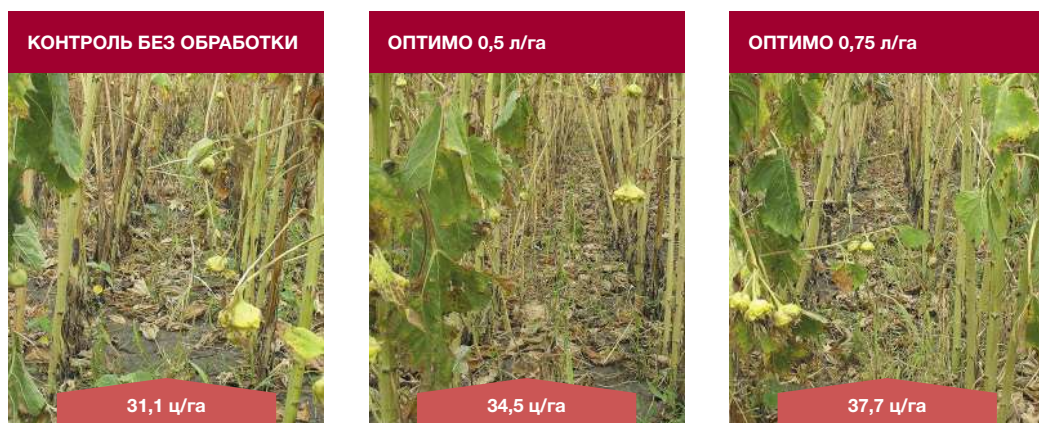 КОНТРОЛЬ БЕЗ ОБРАБОТКИ
ОПТИМО 0,5 л/га
ОПТИМО 0,75 л/га
31,1 ц/га
34,5 ц/га
37,7 ц/га